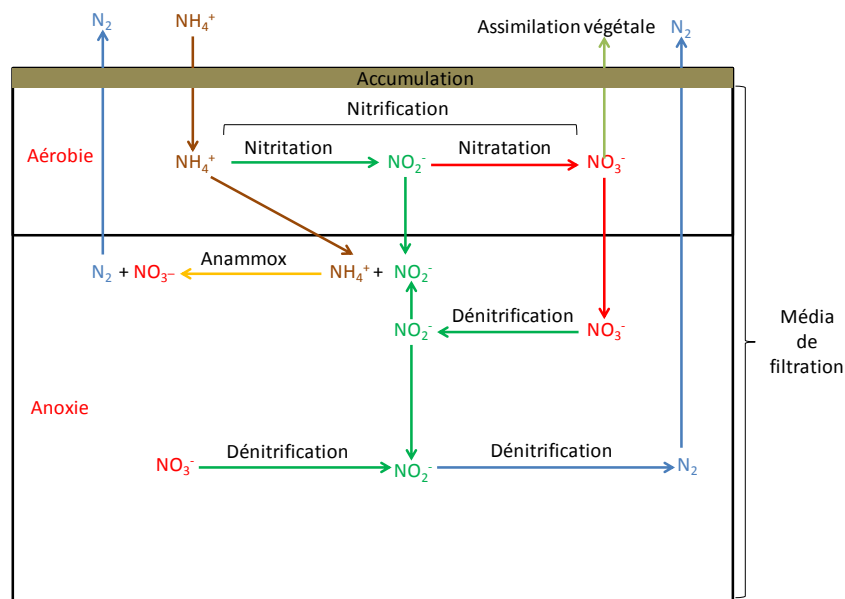 N₂
NH₄⁺
Assimilation végétale
N₂
Accumulation
Nitrification
Aérobie
NH₄⁺
Nitritation
NO₂⁻
Nitratation
NO₃⁻
N₂ + NO₃–
Anammox
NH₄⁺ + NO₂⁻
NO₂⁻
Dénitrification
NO₃⁻
Média
de
filtration
Anoxie
NO₃⁻
Dénitrification
NO₂⁻
Dénitrification
N₂